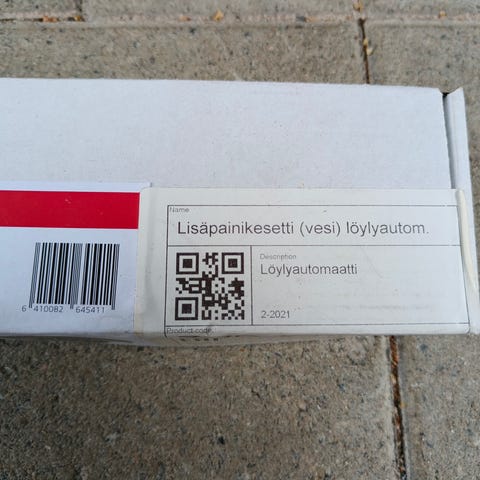 Name
Lisäpainikesetti (vesi) löylyautom.
Description
Löylyautomaatti
2-2021
Product-code
6 410082 645411